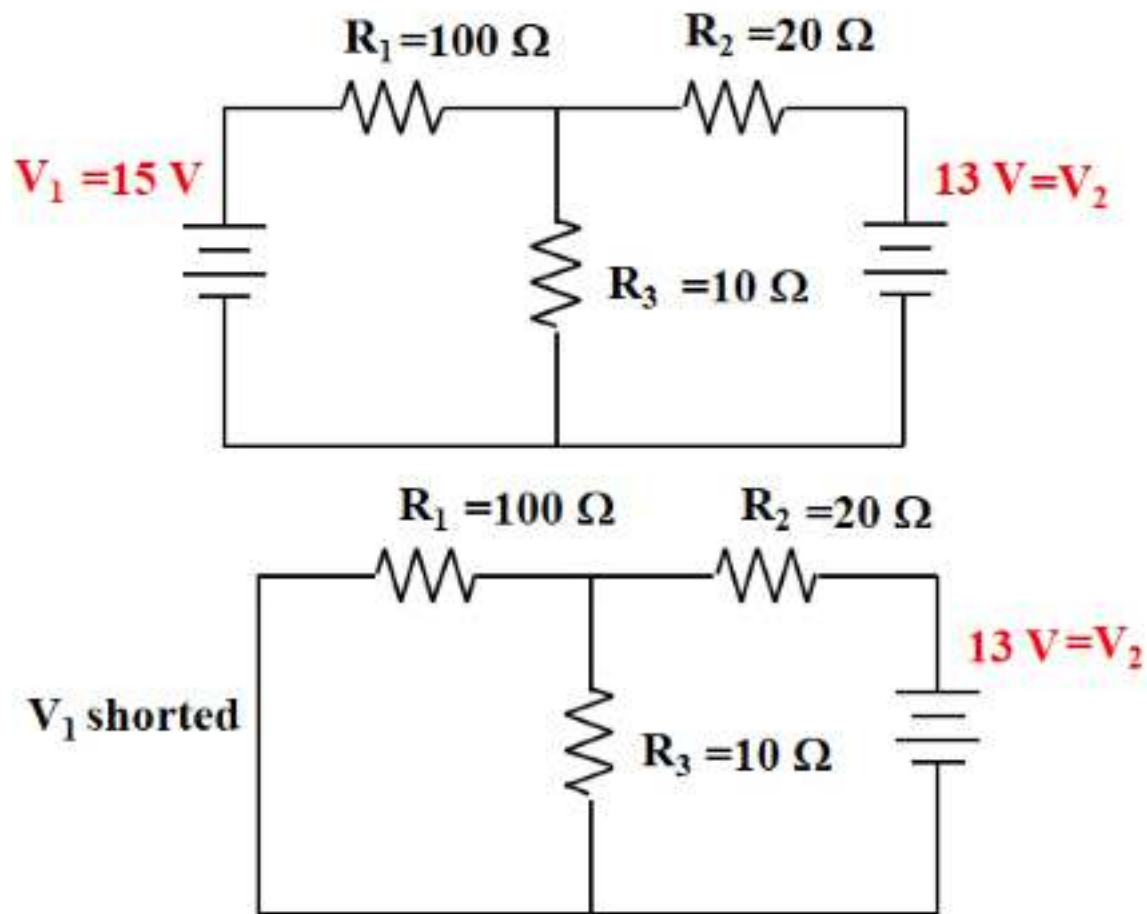 R₁ =100 Ω
R₂ =20 Ω
V₁ =15 V
13 V=V₂
R₃ =10 Ω
R₁ =100 Ω
R₂ =20 Ω
13 V=V₂
V₁ shorted
R₃ =10 Ω